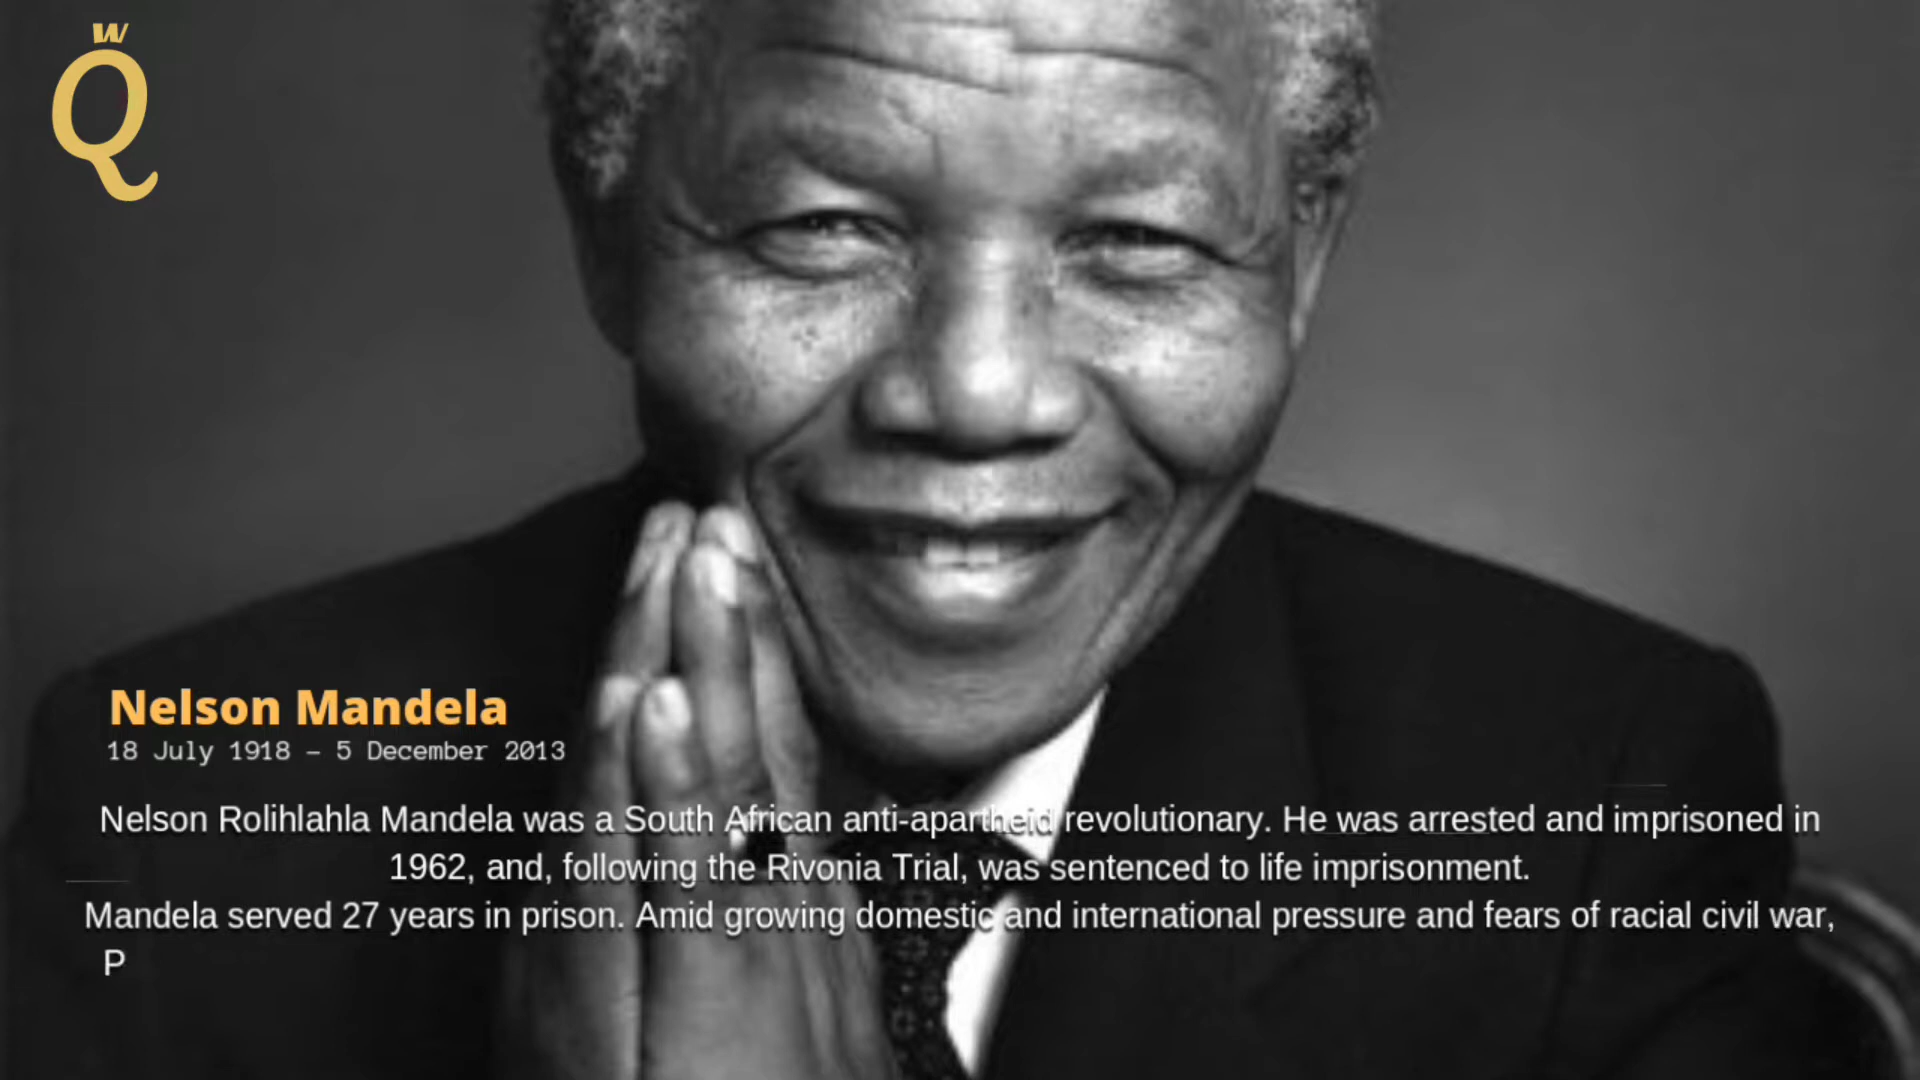 w
Q
Nelson Mandela
18 July 1918 – 5 December 2013
Nelson Rolihlahla Mandela was a South African anti-apartheid revolutionary. He was arrested and imprisoned in
1962, and, following the Rivonia Trial, was sentenced to life imprisonment.
Mandela served 27 years in prison. Amid growing domestic and international pressure and fears of racial civil war,
P